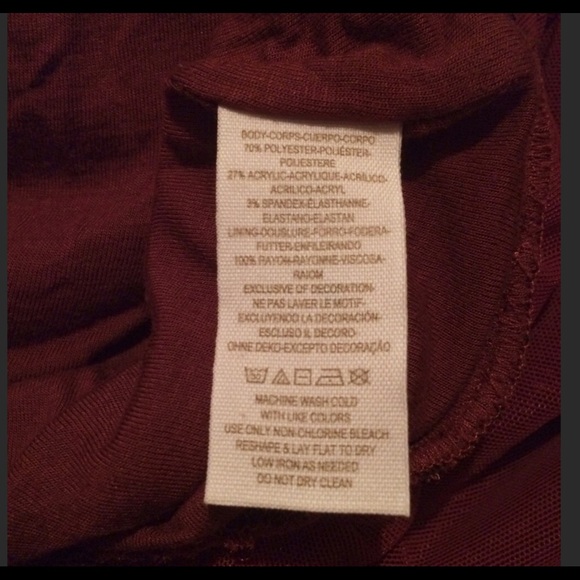 BODY-CORPS-CUERPO-CORPO
70% POLYESTER-POLIÉSTER-
POLIESTERE
27% ACRYLIC-ACRYLIQUE-ACRILICO-
ACRILICO-ACRYL
3% SPANDEX-ÉLASTHANNE-
ELASTANO-ELASTAN
LINING-DOUSLURE-FORRO-FODERA-
FUTTER-ENFILEIRANDO
100% RAYON-RAYONNE-VISCOSA-
RAIOM
EXCLUSIVE OF DECORATION-
NE PAS LAVER LE MOTIF-
EXCLUYENDO LA DECORACIÓN-
ESCLUSO IL DECORO-
OHNE DEKO-EXCEPTO DECORAÇÃO
MACHINE WASH COLD
WITH LIKE COLORS
USE ONLY NON-CHLORINE BLEACH
RESHAPE & LAY FLAT TO DRY
LOW IRON AS NEEDED
DO NOT DRY CLEAN